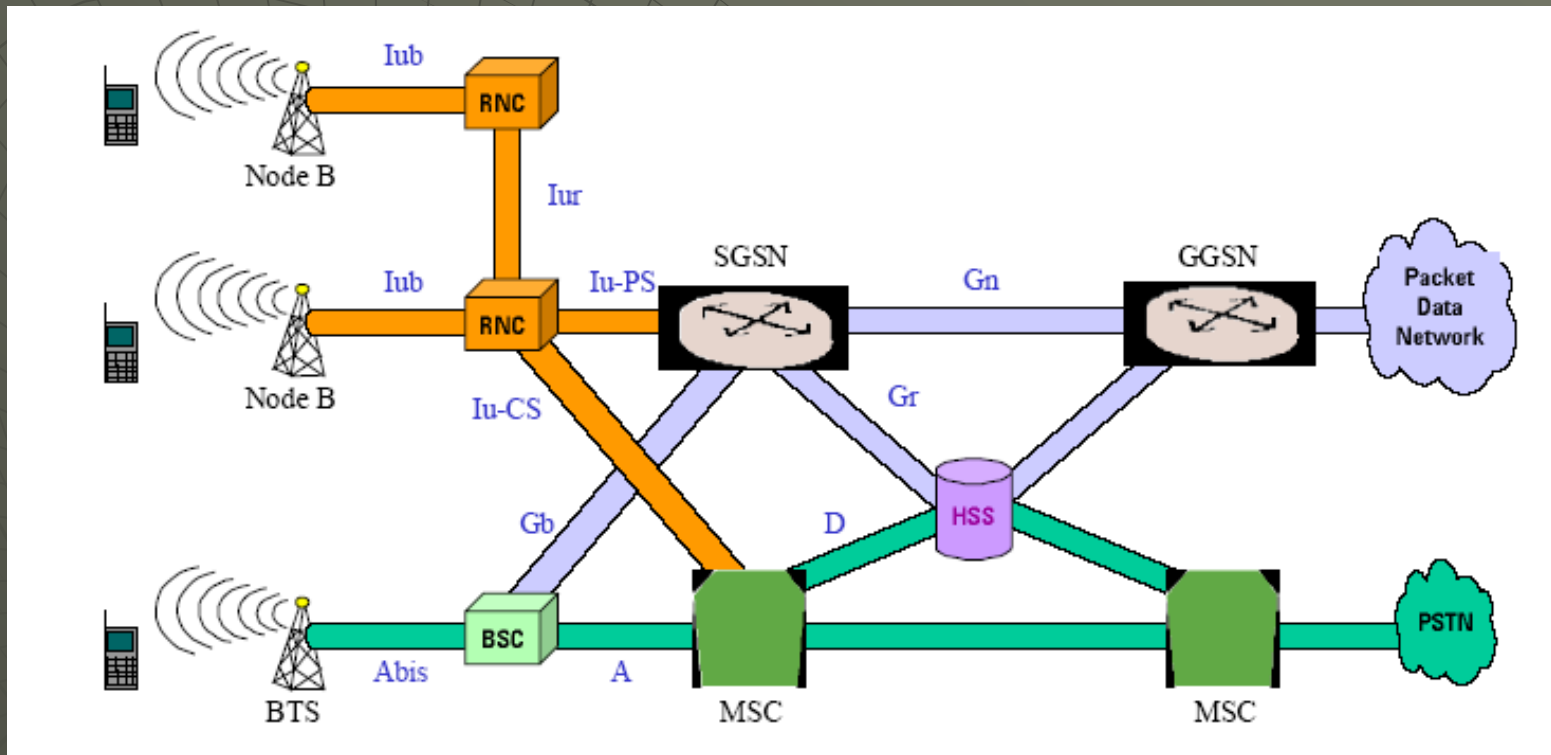 Iub
RNC
Node B
Iur
SGSN
GGSN
Iub
RNC
Iu-PS
Gn
Packet
Data
Network
Node B
Iu-CS
Gr
Gb
D
HSS
BSC
PSTN
Abis
A
BTS
MSC
MSC